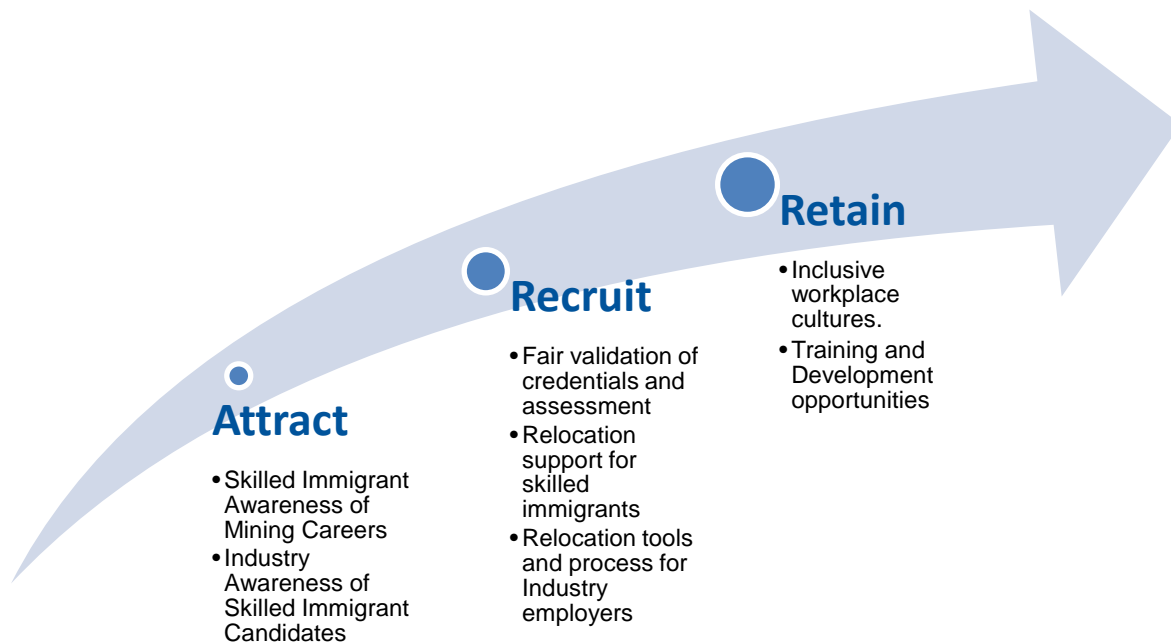 Attract
• Skilled Immigrant
Awareness of
Mining Careers
• Industry
Awareness of
Skilled Immigrant
Candidates
Recruit
• Fair validation of
credentials and
assessment
• Relocation
support for
skilled
immigrants
• Relocation tools
and process for
Industry
employers
Retain
• Inclusive
workplace
cultures.
• Training and
Development
opportunities